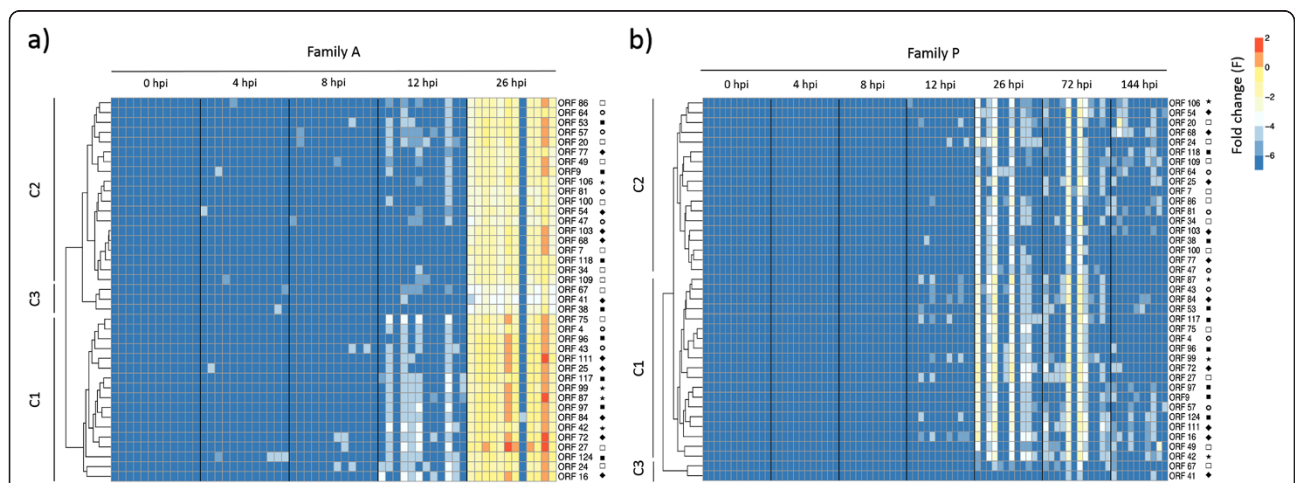 a)
Family A
0 hpi 4 hpi 8 hpi 12 hpi 26 hpi
C2
C3
C1
ORF 86
ORF 64
ORF 53
ORF 57
ORF 20
ORF 77
ORF 49
ORF9
ORF 106
ORF 81
ORF 100
ORF 54
ORF 47
ORF 103
ORF 68
ORF 7
ORF 118
ORF 34
ORF 109
ORF 67
ORF 41
ORF 38
ORF 75
ORF 4
ORF 96
ORF 43
ORF 111
ORF 25
ORF 117
ORF 99
ORF 87
ORF 97
ORF 84
ORF 42
ORF 72
ORF 27
ORF 124
ORF 24
ORF 16
b)
Family P
0 hpi 4 hpi 8 hpi 12 hpi 26 hpi 72 hpi 144 hpi
C2
C1
C3
ORF 106
ORF 54
ORF 20
ORF 68
ORF 24
ORF 118
ORF 109
ORF 64
ORF 25
ORF 7
ORF 86
ORF 81
ORF 34
ORF 103
ORF 38
ORF 100
ORF 77
ORF 47
ORF 87
ORF 43
ORF 84
ORF 53
ORF 117
ORF 75
ORF 4
ORF 96
ORF 99
ORF 72
ORF 27
ORF 97
ORF9
ORF 57
ORF 124
ORF 111
ORF 16
ORF 49
ORF 42
ORF 67
ORF 41
Fold change (F)
2
0
-2
-4
-6